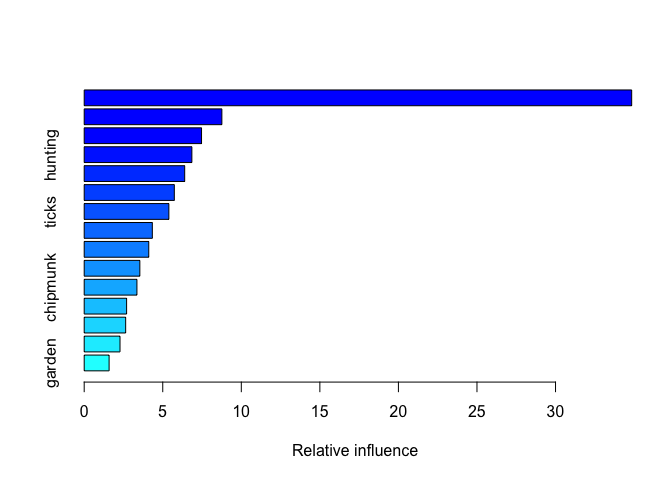 hunting
ticks
chipmunk
garden
0 5 10 15 20 25 30
Relative influence